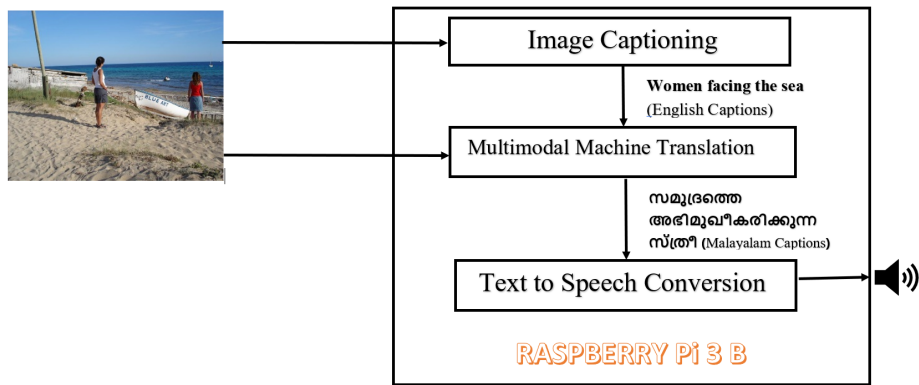 Image Captioning
Women facing the sea
(English Captions)
Multimodal Machine Translation
സമുദ്രത്തെ
അഭിമുഖീകരിക്കുന്ന
സ്ത്രീ (Malayalam Captions)
Text to Speech Conversion
RASPBERRY Pi 3 B